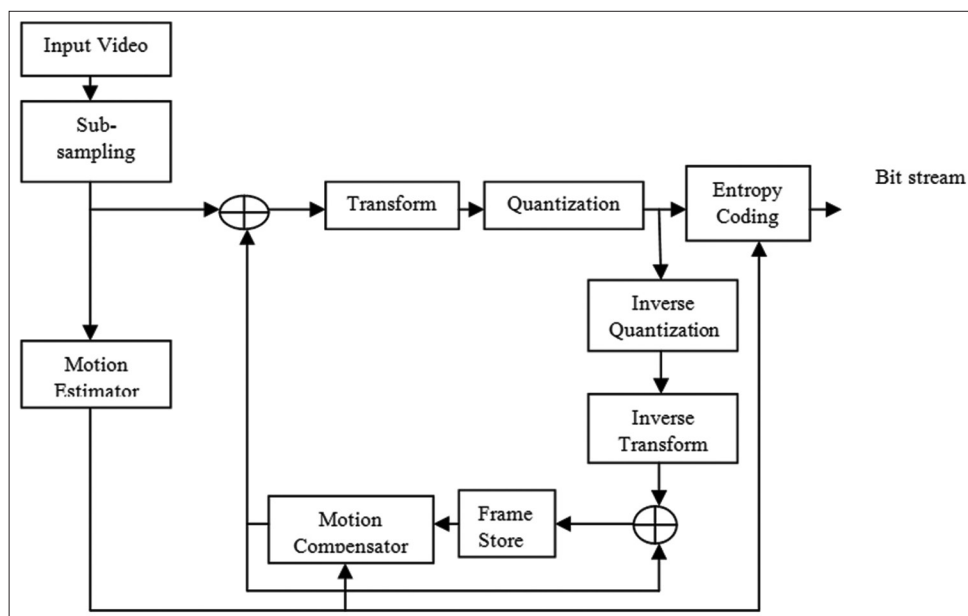 Input Video
Sub-
sampling
Transform
Quantization
Entropy
Coding
Bit stream
Inverse
Quantization
Motion
Estimator
Inverse
Transform
Motion
Compensator
Frame
Store